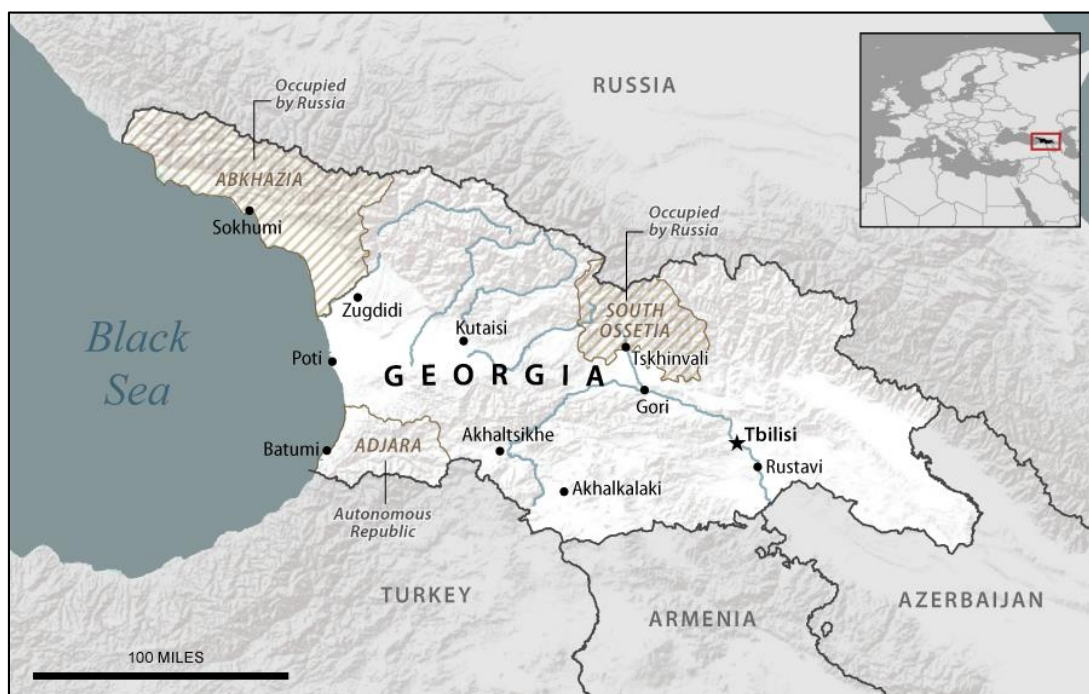 Occupied
by Russia
RUSSIA
ABKHAZIA
Sokhumi
Occupied
by Russia
Zugdidi
SOUTH
OSSETIA
Black
Sea
Kutaisi
Tskhinvali
Poti
GEORGIA
Gori
Batumi
ADJARA
Akhaltsikhe
Tbilisi
Rustavi
Akhalkalaki
Autonomous
Republic
TURKEY
ARMENIA
AZERBAIJAN
100 MILES